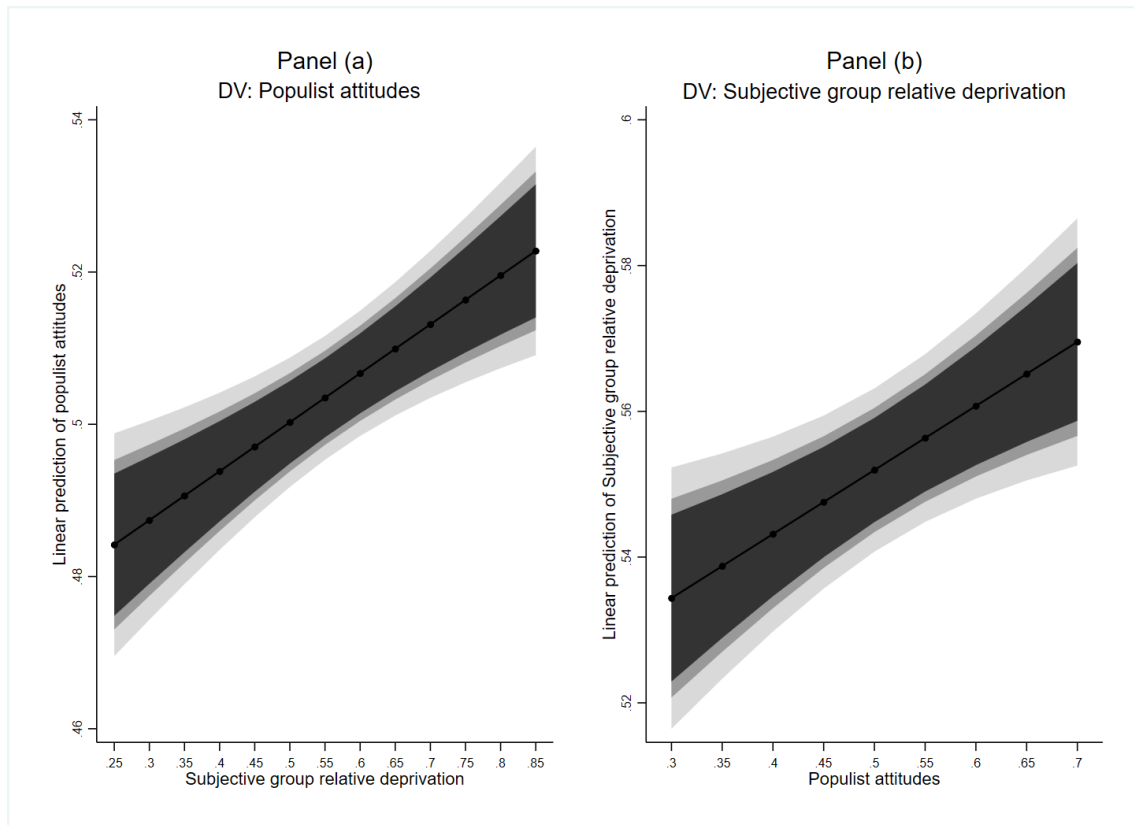 Panel (a)
DV: Populist attitudes
Linear prediction of populist attitudes
.54
.52
.5
.48
.46
.25 .3 .35 .4 .45 .5 .55 .6 .65 .7 .75 .8 .85
Subjective group relative deprivation
Panel (b)
DV: Subjective group relative deprivation
Linear prediction of Subjective group relative deprivation
.6
.58
.56
.54
.52
.3 .35 .4 .45 .5 .55 .6 .65 .7
Populist attitudes